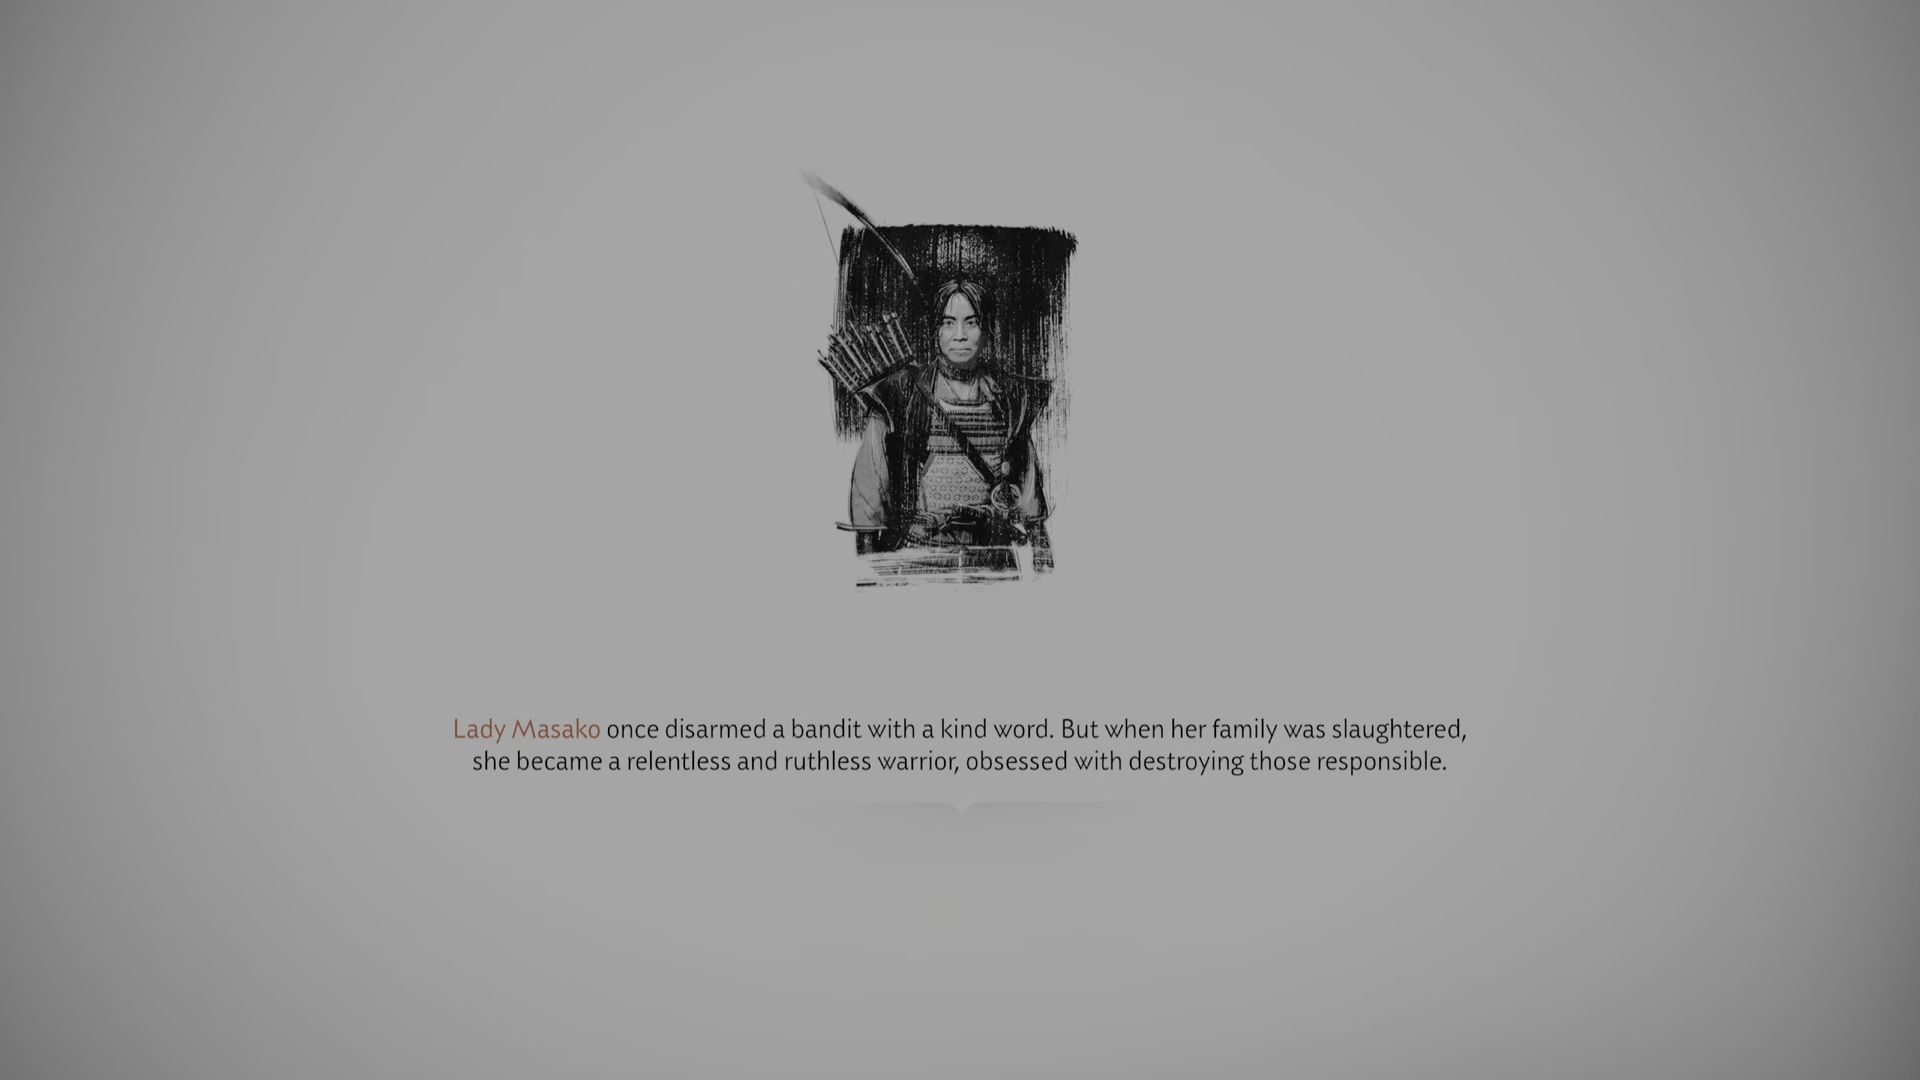 Lady Masako once disarmed a bandit with a kind word. But when her family was slaughtered,
she became a relentless and ruthless warrior, obsessed with destroying those responsible.